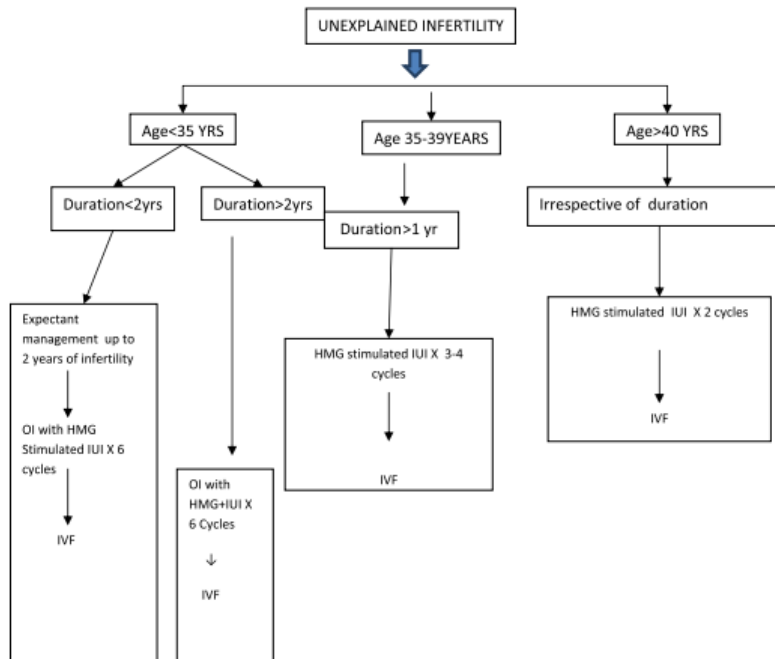 UNEXPLAINED INFERTILITY
Age<35 YRS
Age 35-39YEARS
Age>40 YRS
Duration<2yrs
Duration>2yrs
Duration>1 yr
Irrespective of duration
Expectant
management up to
2 years of infertility
OI with HMG
Stimulated IUI X 6
cycles
IVF
OI with
HMG+IUI X
6 Cycles
↓
IVF
HMG stimulated IUI X 3-4
cycles
IVF
HMG stimulated IUI X 2 cycles
IVF